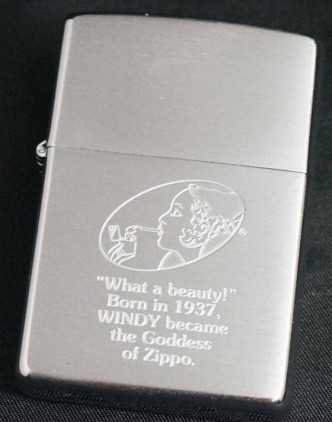 ®
"What a beauty!"
Born in 1937,
WINDY became
the Goddess
of Zippo.